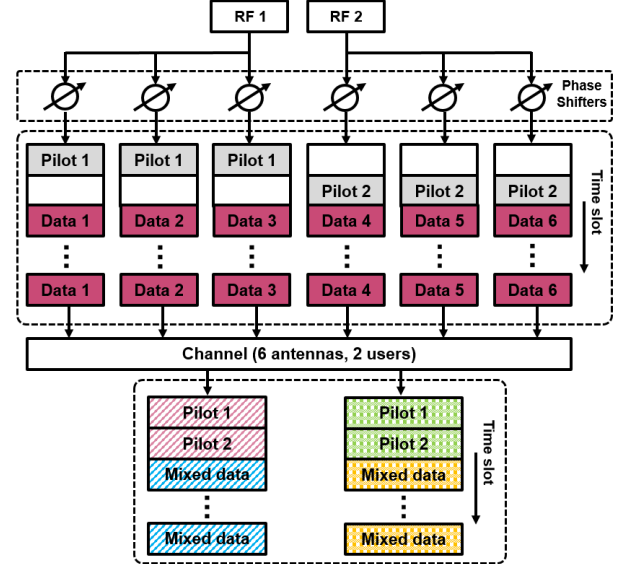 RF 1
RF 2
Phase
Shifters
Pilot 1
Pilot 1
Pilot 1
Pilot 2
Pilot 2
Pilot 2
Data 1
Data 2
Data 3
Data 4
Data 5
Data 6
Time slot
Data 1
Data 2
Data 3
Data 4
Data 5
Data 6
Channel (6 antennas, 2 users)
Pilot 1
Pilot 1
Pilot 2
Pilot 2
Mixed data
Mixed data
Time slot
Mixed data
Mixed data